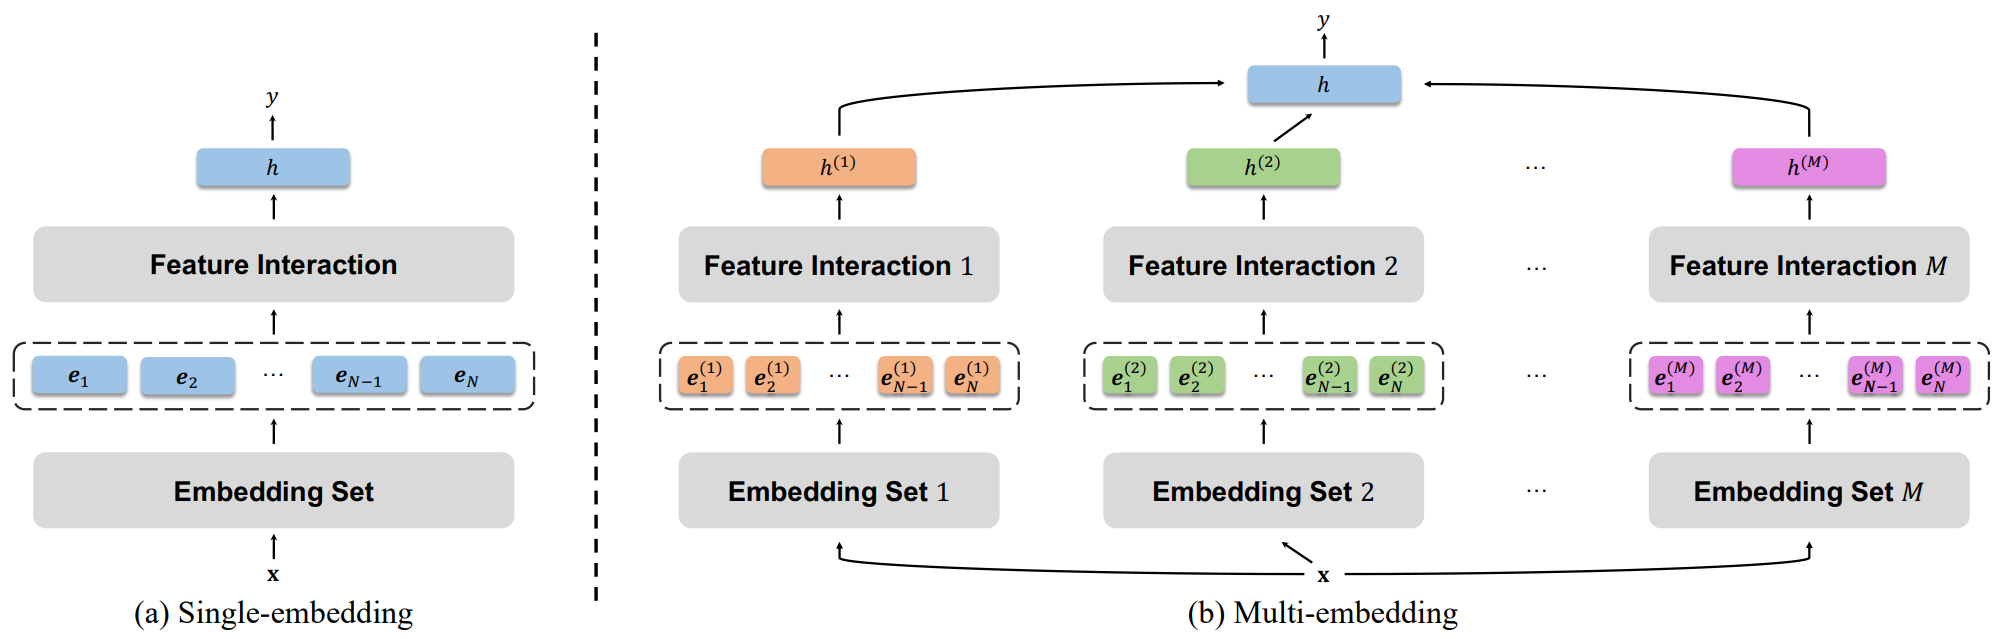 y
h
Feature Interaction
e_1 e_2 ... e_{N-1} e_N
Embedding Set
x
(a) Single-embedding
y
h
h^{(1)} h^{(2)} ... h^{(M)}
Feature Interaction 1 Feature Interaction 2 ... Feature Interaction M
e_1^{(1)} e_2^{(1)} ... e_{N-1}^{(1)} e_N^{(1)} e_1^{(2)} e_2^{(2)} ... e_{N-1}^{(2)} e_N^{(2)} ... e_1^{(M)} e_2^{(M)} ... e_{N-1}^{(M)} e_N^{(M)}
Embedding Set 1 Embedding Set 2 ... Embedding Set M
x
(b) Multi-embedding